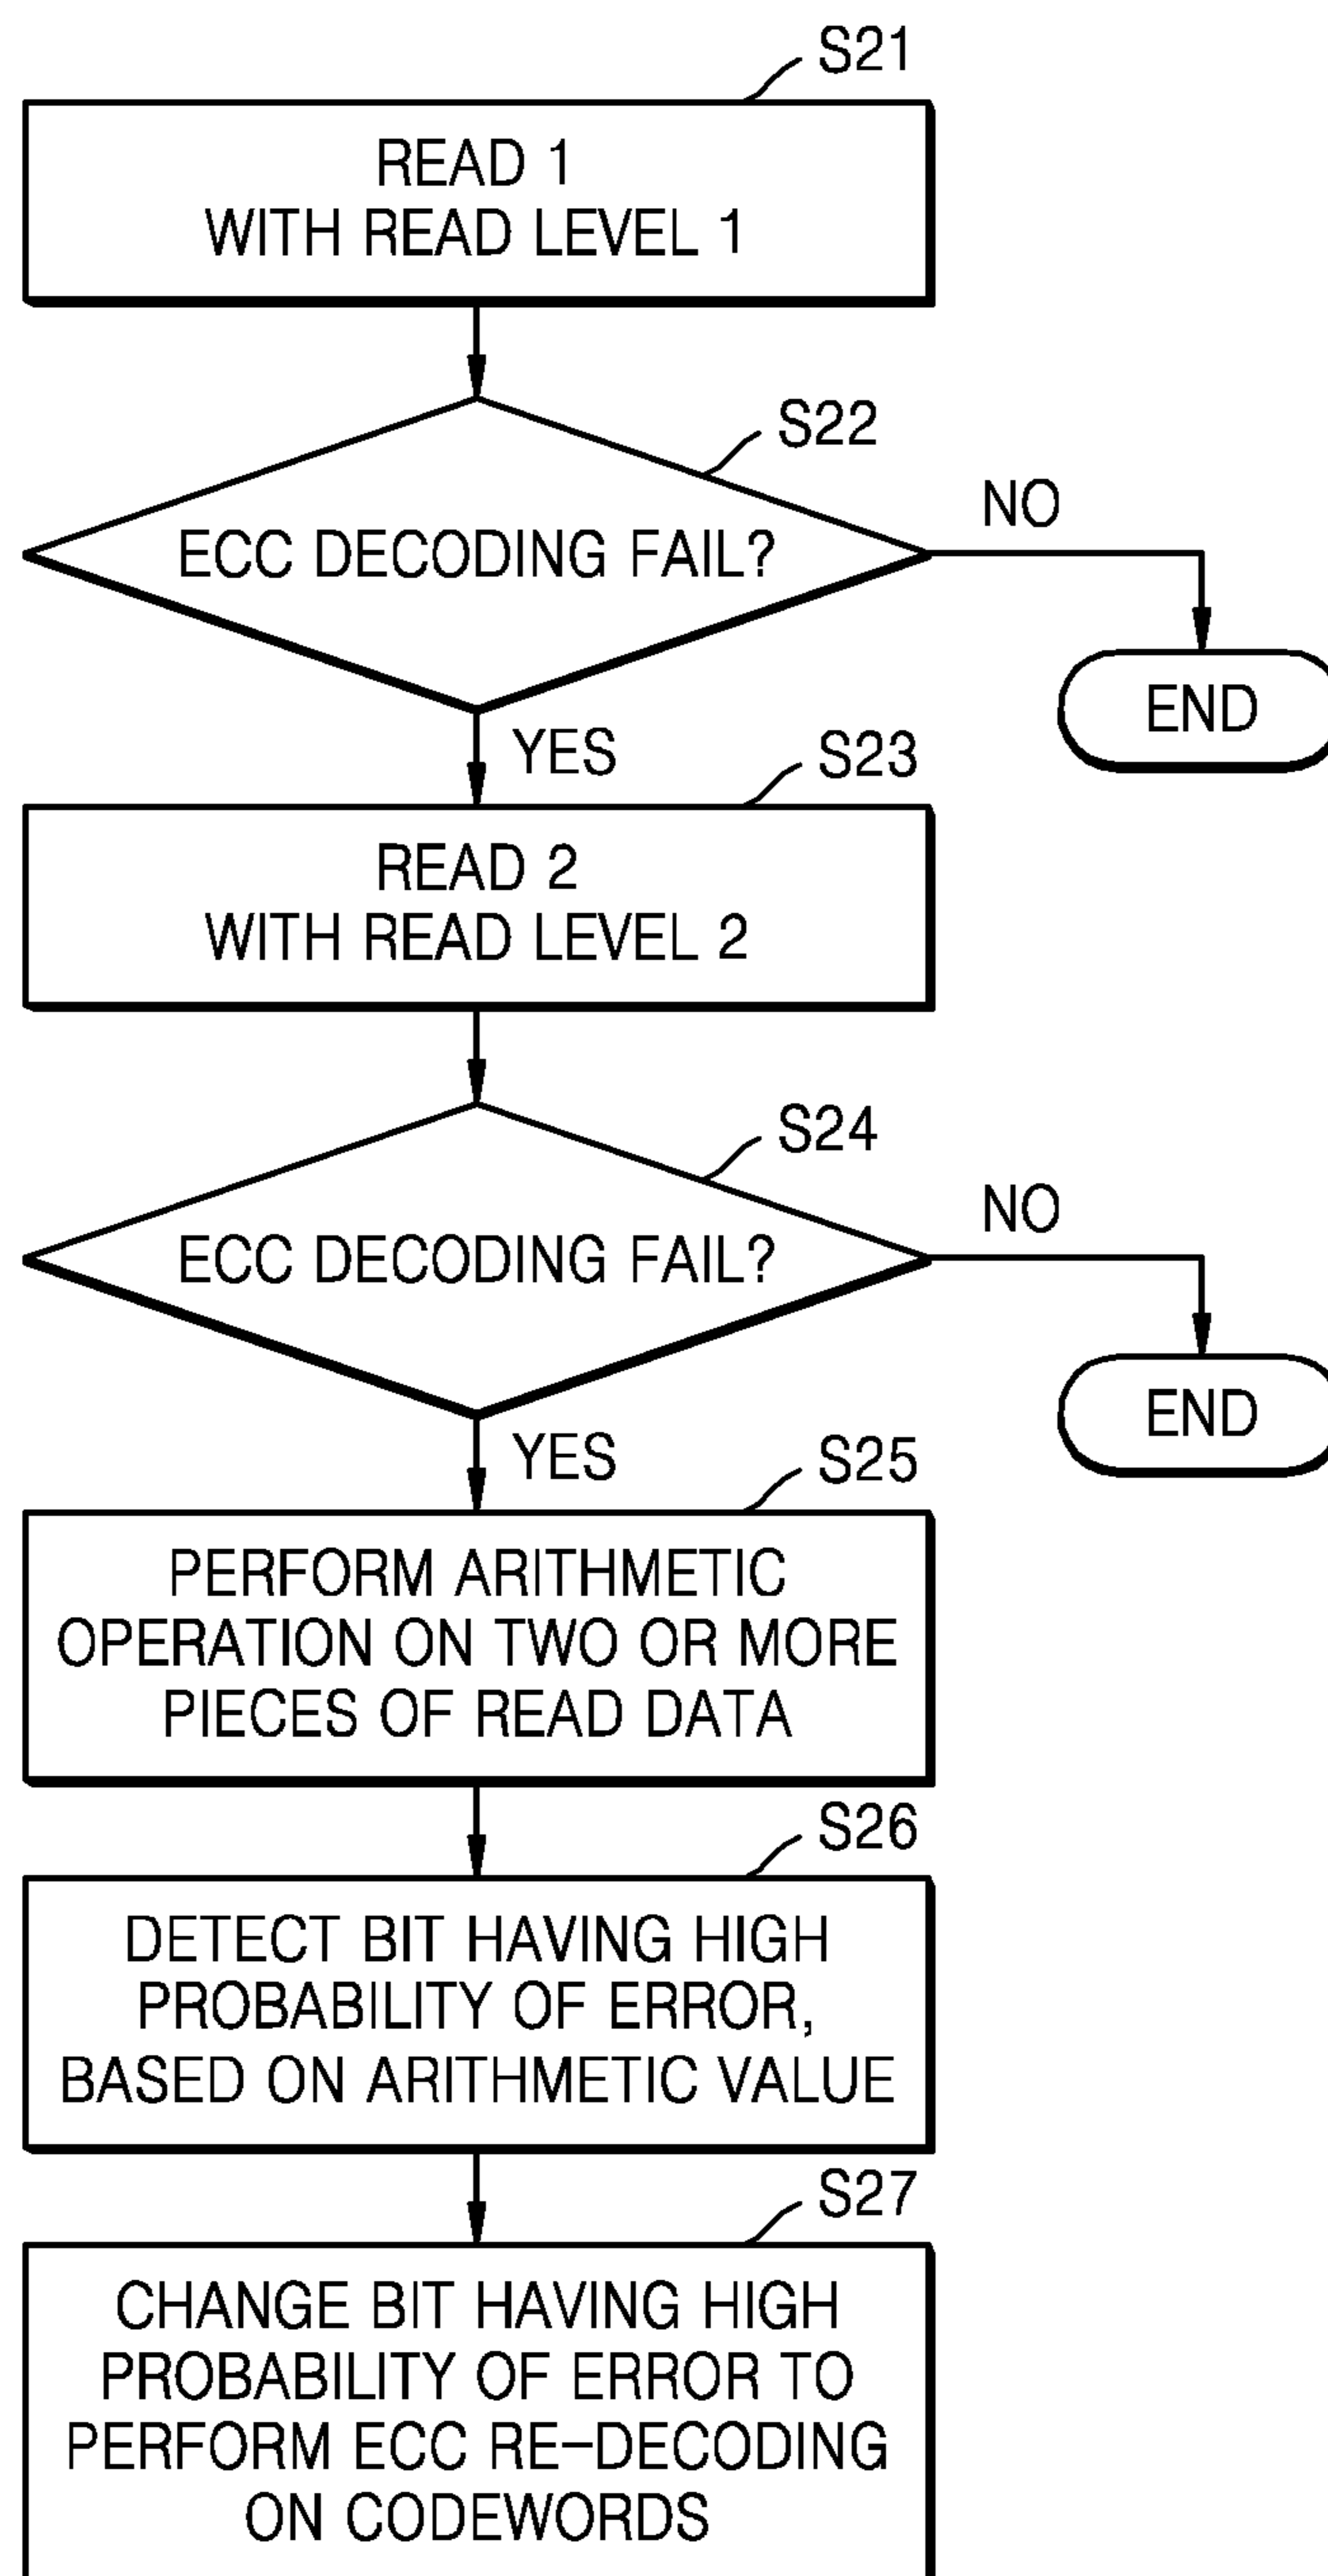 S21
READ 1
WITH READ LEVEL 1
S22
ECC DECODING FAIL?
NO
END
YES
S23
READ 2
WITH READ LEVEL 2
S24
ECC DECODING FAIL?
NO
END
YES
S25
PERFORM ARITHMETIC
OPERATION ON TWO OR MORE
PIECES OF READ DATA
S26
DETECT BIT HAVING HIGH
PROBABILITY OF ERROR,
BASED ON ARITHMETIC VALUE
S27
CHANGE BIT HAVING HIGH
PROBABILITY OF ERROR TO
PERFORM ECC RE-DECODING
ON CODEWORDS